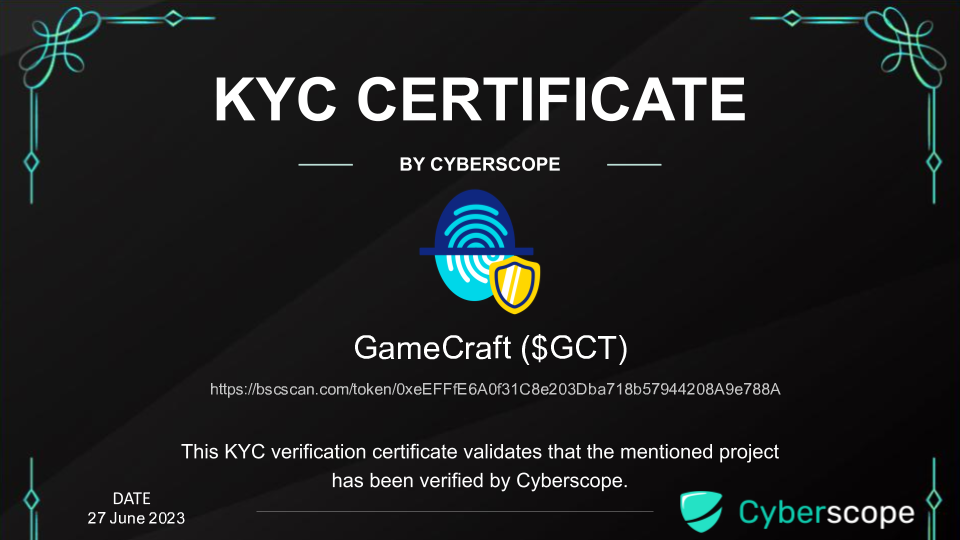 KYC CERTIFICATE
BY CYBERSCOPE
GameCraft ($GCT)
https://bscscan.com/token/0xeEFFfE6A0f31C8e203Dba718b57944208A9e788A
This KYC verification certificate validates that the mentioned project
has been verified by Cyberscope.
DATE
27 June 2023
Cyberscope